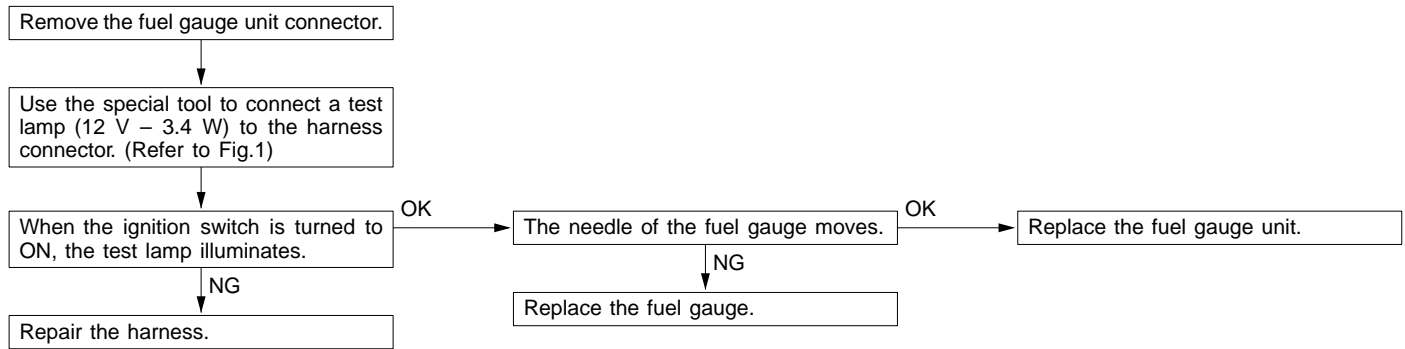 Remove the fuel gauge unit connector.
Use the special tool to connect a test
lamp (12 V – 3.4 W) to the harness
connector. (Refer to Fig.1)
When the ignition switch is turned to
ON, the test lamp illuminates.
OK
The needle of the fuel gauge moves.
OK
Replace the fuel gauge unit.
NG
Repair the harness.
NG
Replace the fuel gauge.